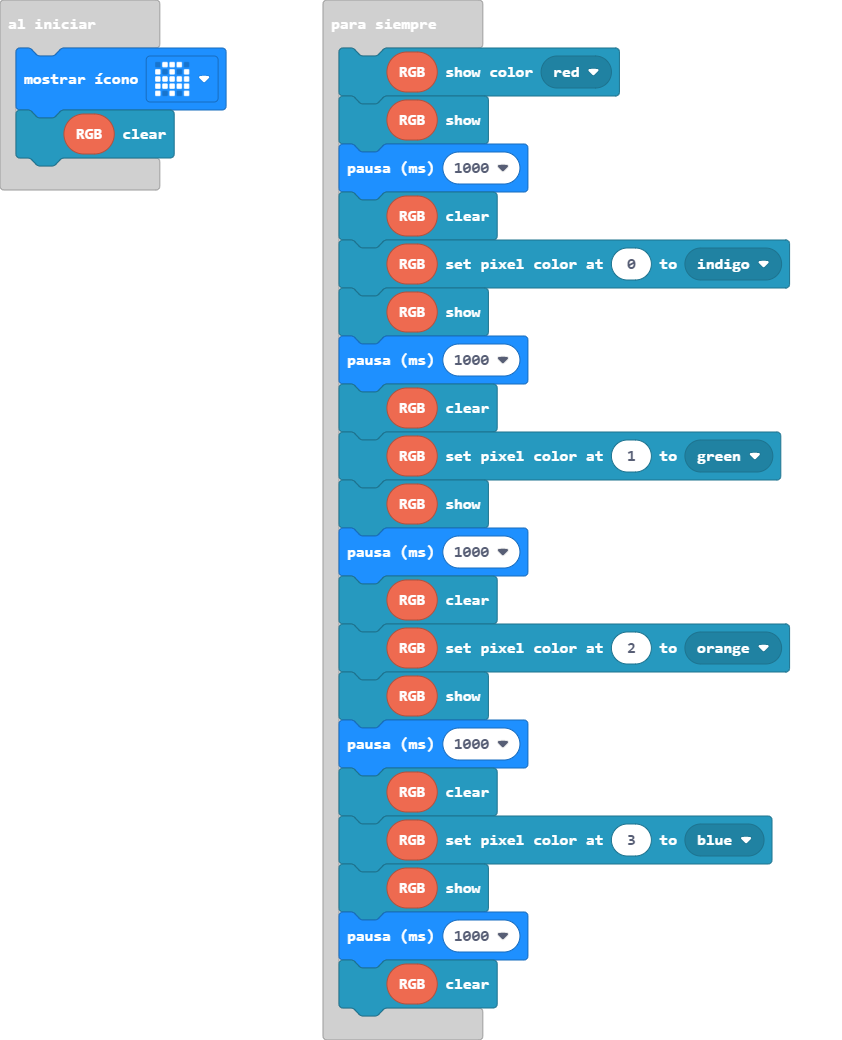 al iniciar
mostrar ícono
RGB clear
para siempre
RGB show color red
RGB show
pausa (ms) 1000
RGB clear
RGB set pixel color at 0 to indigo
RGB show
pausa (ms) 1000
RGB clear
RGB set pixel color at 1 to green
RGB show
pausa (ms) 1000
RGB clear
RGB set pixel color at 2 to orange
RGB show
pausa (ms) 1000
RGB clear
RGB set pixel color at 3 to blue
RGB show
pausa (ms) 1000
RGB clear